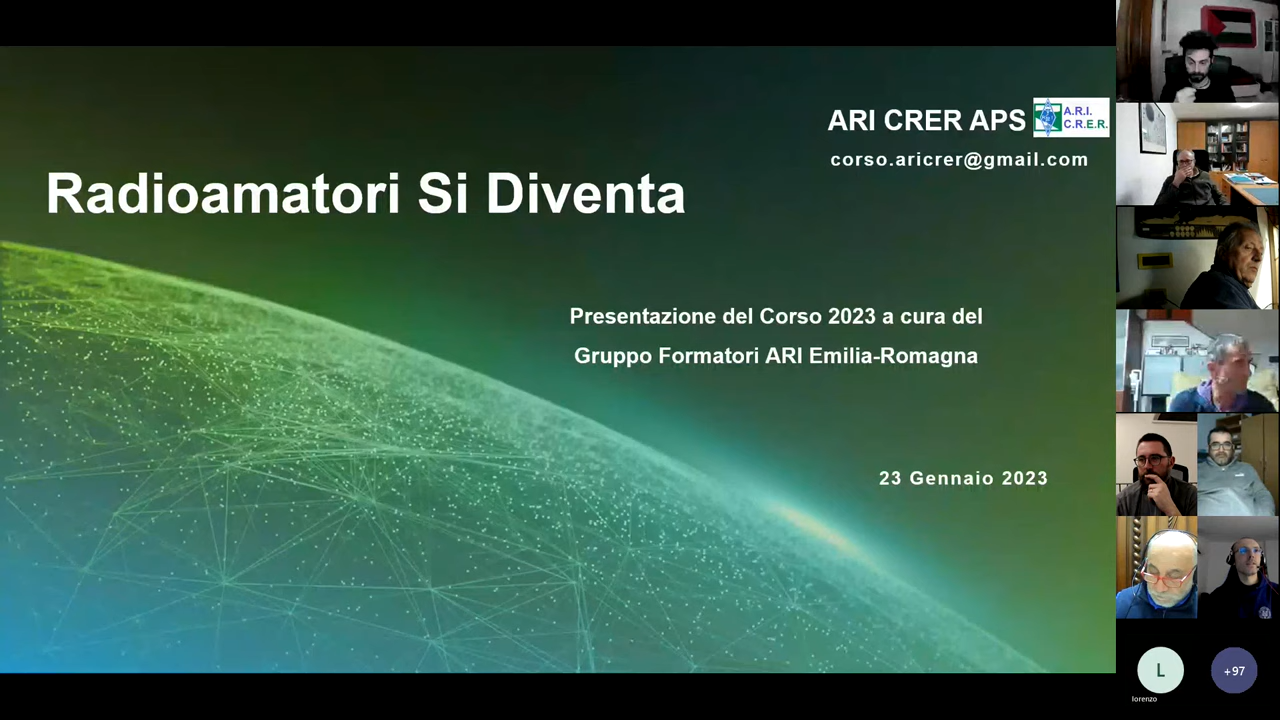 ARI CRER APS
A.R.I.
C.R.E.R.
corso.aricrer@gmail.com
Radioamatori Si Diventa
Presentazione del Corso 2023 a cura del
Gruppo Formatori ARI Emilia-Romagna
23 Gennaio 2023
L
+97
lorenzo